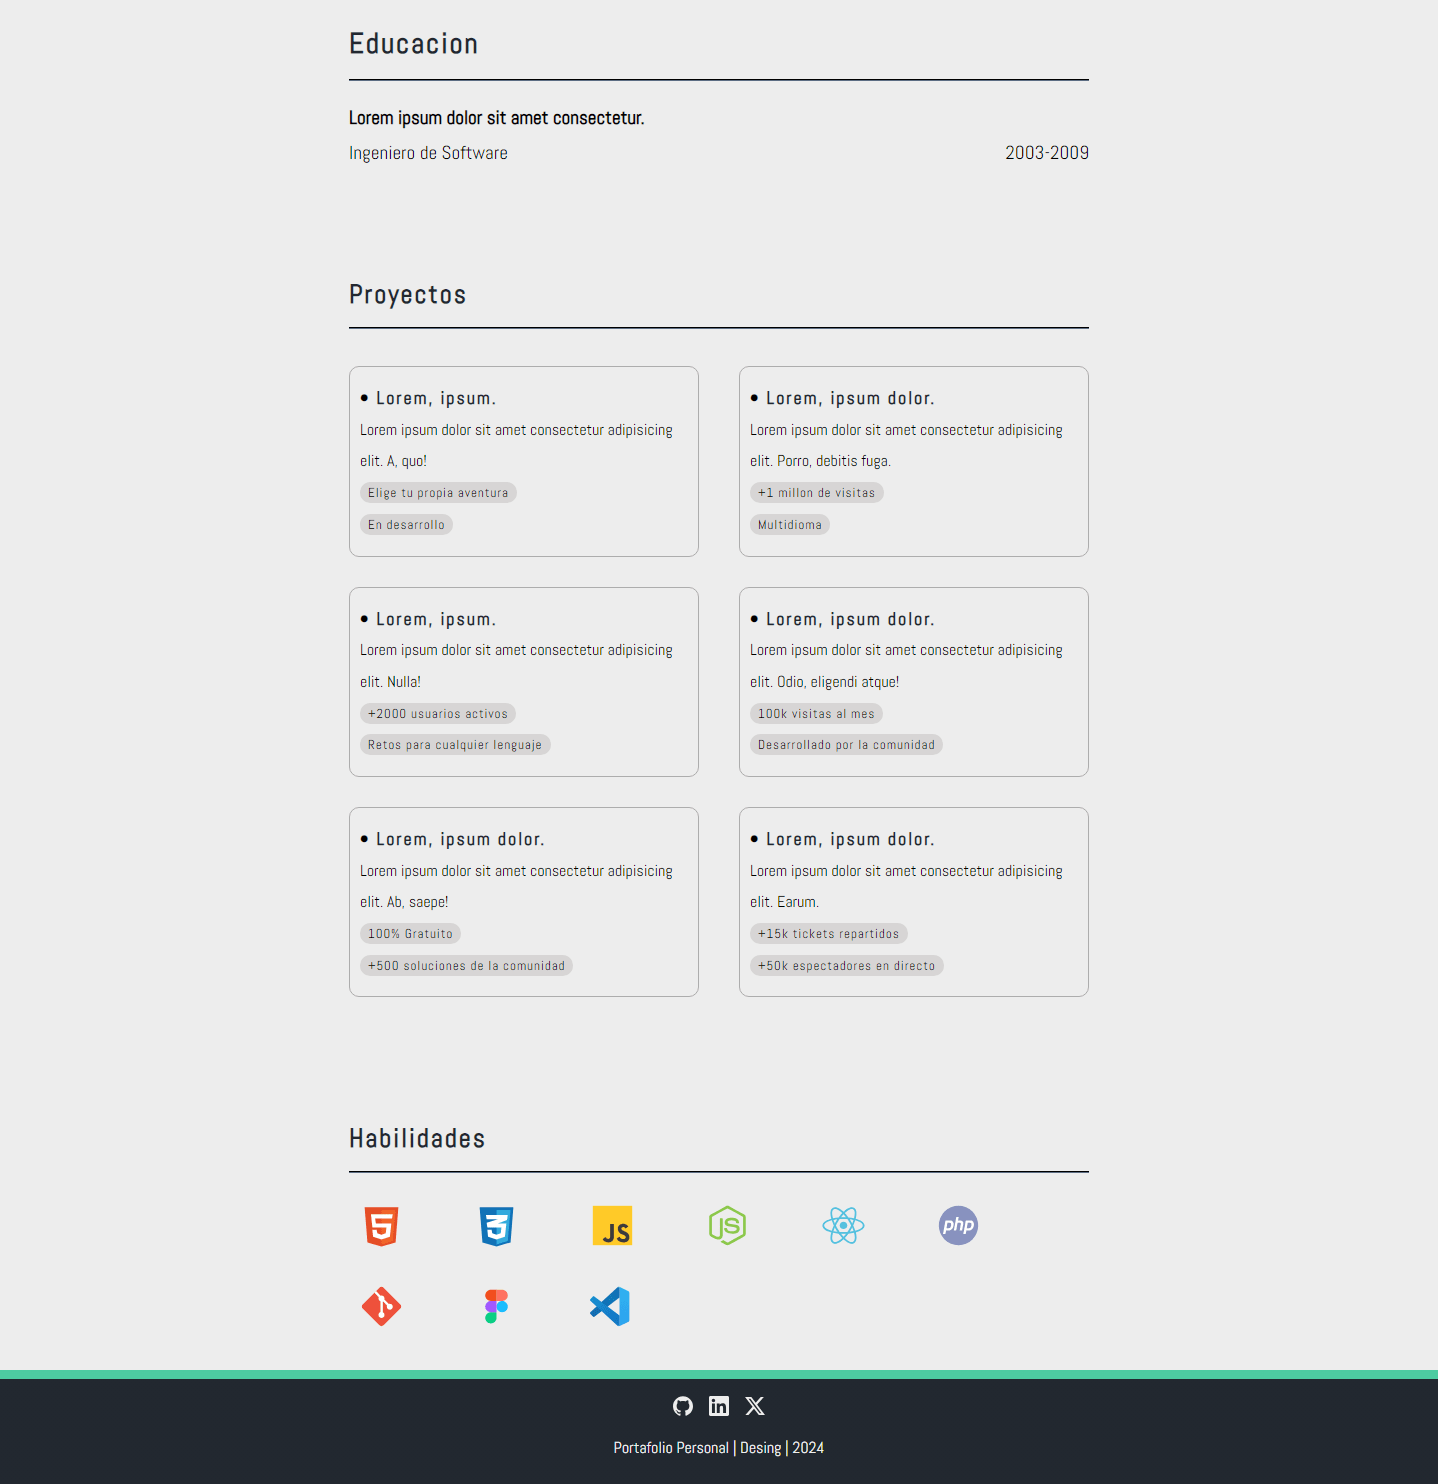 Educacion
Lorem ipsum dolor sit amet consectetur.
Ingeniero de Software 2003-2009
Proyectos
• Lorem, ipsum.
Lorem ipsum dolor sit amet consectetur adipisicing
elit. A, quo!
Elige tu propia aventura
En desarrollo
• Lorem, ipsum dolor.
Lorem ipsum dolor sit amet consectetur adipisicing
elit. Porro, debitis fuga.
+1 millon de visitas
Multidioma
• Lorem, ipsum.
Lorem ipsum dolor sit amet consectetur adipisicing
elit. Nulla!
+2000 usuarios activos
Retos para cualquier lenguaje
• Lorem, ipsum dolor.
Lorem ipsum dolor sit amet consectetur adipisicing
elit. Odio, eligendi atque!
100k visitas al mes
Desarrollado por la comunidad
• Lorem, ipsum dolor.
Lorem ipsum dolor sit amet consectetur adipisicing
elit. Ab, saepe!
100% Gratuito
+500 soluciones de la comunidad
• Lorem, ipsum dolor.
Lorem ipsum dolor sit amet consectetur adipisicing
elit. Earum.
+15k tickets repartidos
+50k espectadores en directo
Habilidades
5 3 JS JS php
in X
Portafolio Personal | Desing | 2024